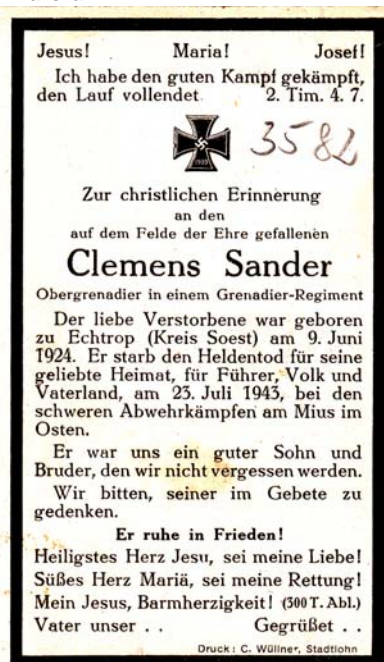 Jesus! Maria! Josef!
Ich habe den guten Kampf gekämpft,
den Lauf vollendet. 2. Tim. 4. 7.
1939
3582
Zur christlichen Erinnerung
an den
auf dem Felde der Ehre gefallenen
Clemens Sander
Obergrenadier in einem Grenadier-Regiment
Der liebe Verstorbene war geboren
zu Echtrop (Kreis Soest) am 9. Juni
1924. Er starb den Heldentod für seine
geliebte Heimat, für Führer, Volk und
Vaterland, am 23. Juli 1943, bei den
schweren Abwehrkämpfen am Mius im
Osten.
Er war uns ein guter Sohn und
Bruder, den wir nicht vergessen werden.
Wir bitten, seiner im Gebete zu
gedenken.
Er ruhe in Frieden!
Heiligstes Herz Jesu, sei meine Liebe!
Süßes Herz Mariä, sei meine Rettung!
Mein Jesus, Barmherzigkeit! (300 T. Abl.)
Vater unser . . Gegrüßet . .
Druck: C. Wüllner, Stadtlohn